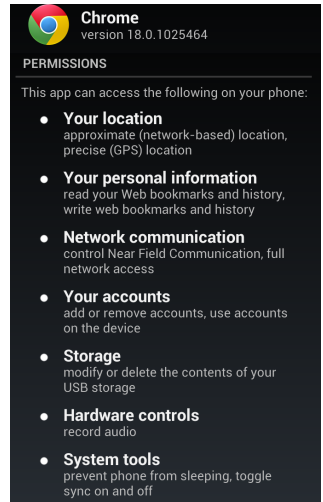 Chrome
version 18.0.1025464
PERMISSIONS
This app can access the following on your phone:
● Your location
approximate (network-based) location,
precise (GPS) location
● Your personal information
read your Web bookmarks and history,
write web bookmarks and history
● Network communication
control Near Field Communication, full
network access
● Your accounts
add or remove accounts, use accounts
on the device
● Storage
modify or delete the contents of your
USB storage
● Hardware controls
record audio
● System tools
prevent phone from sleeping, toggle
sync on and off